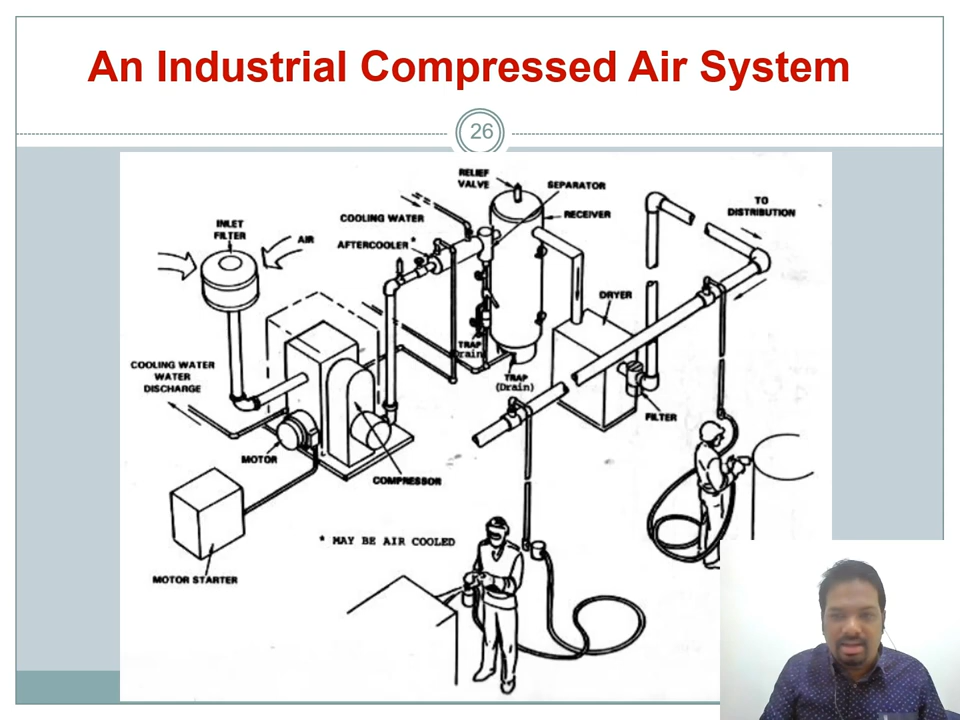 An Industrial Compressed Air System
26
RELIEF
VALVE
SEPARATOR
RECEIVER
TO
DISTRIBUTION
COOLING WATER
AFTERCOOLER *
INLET
FILTER
AIR
DRYER
TRAP
(Drain)
TRAP
(Drain)
COOLING WATER
WATER
DISCHARGE
FILTER
MOTOR
COMPRESSOR
* MAY BE AIR COOLED
MOTOR STARTER